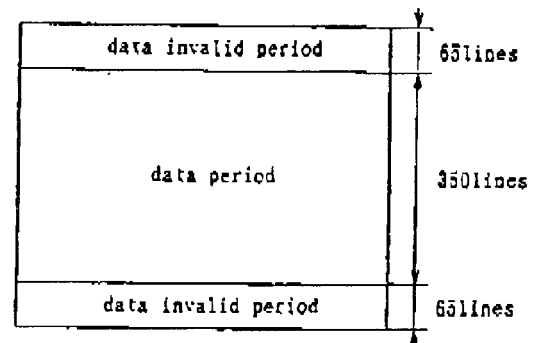 data invalid period
65lines
data period
350lines
data invalid period
65lines